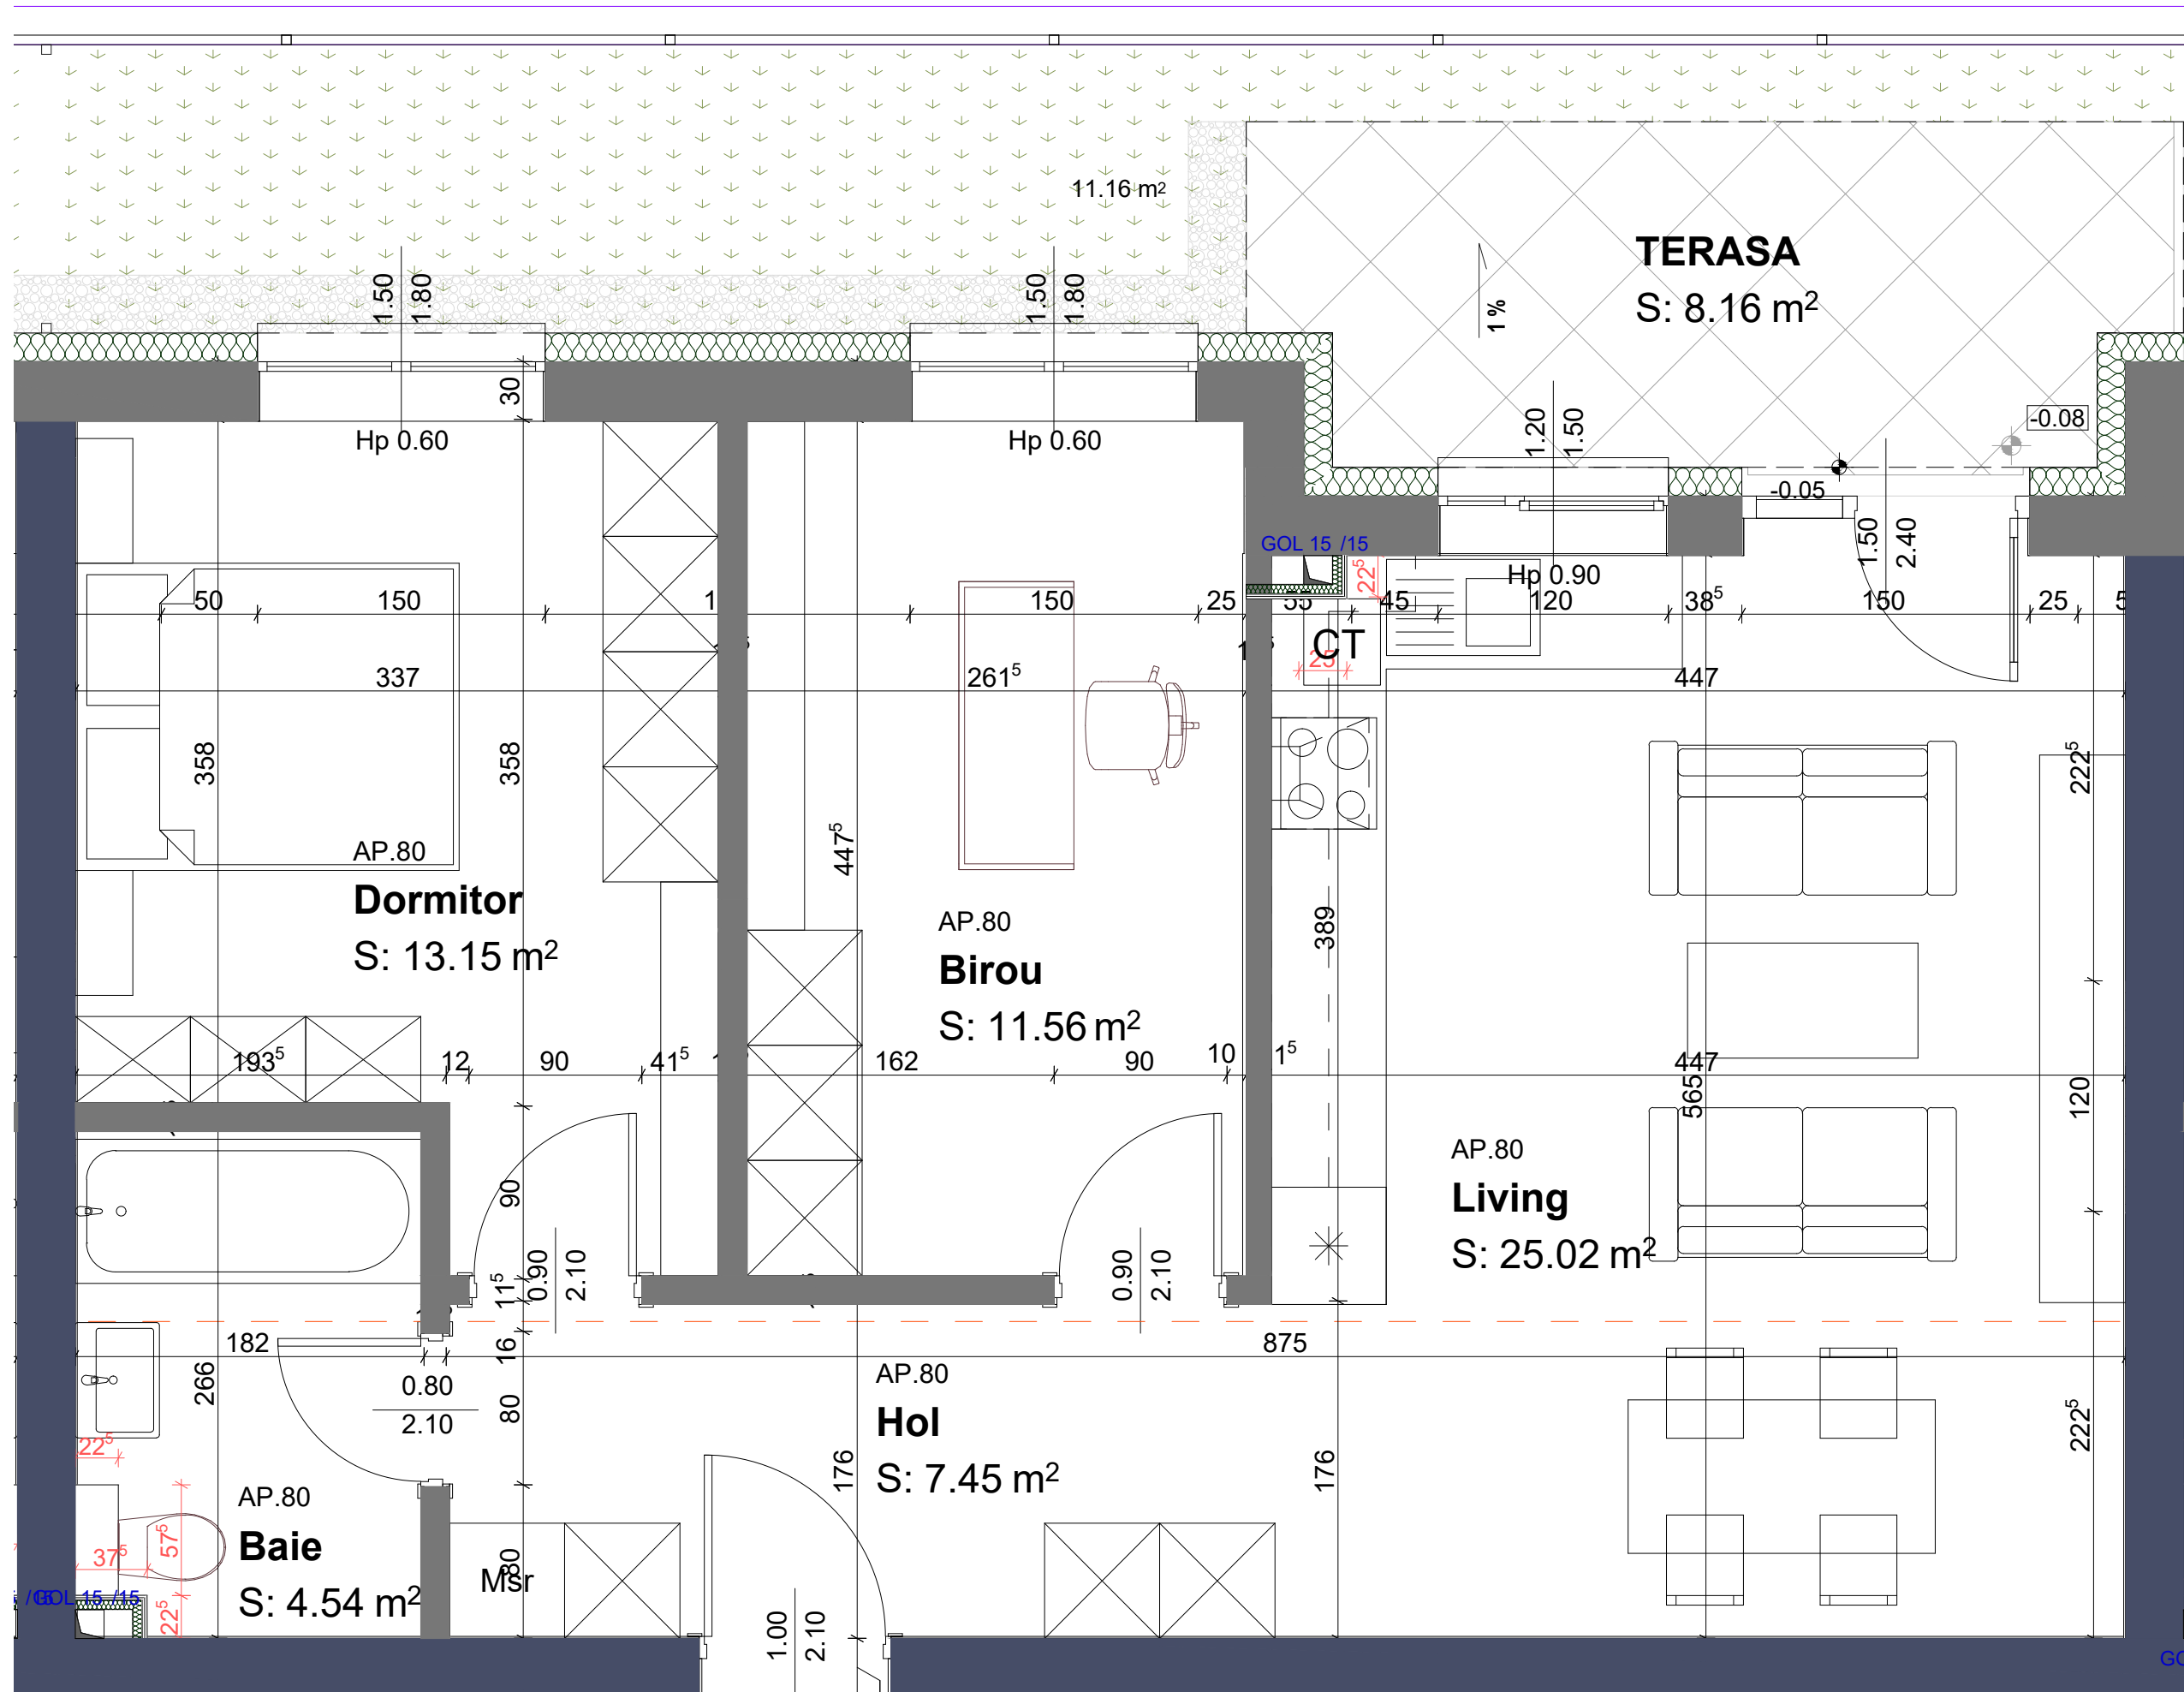 11.16 m²
TERASA
S: 8.16 m²
1 %
1.50
1.80
1.50
1.80
1.20
1.50
-0.08
-0.05
30
Hp 0.60
Hp 0.60
GOL 15 /15
22⁵
Hp 0.90
1.50
2.40
50
150
150
25
55
45
120
38⁵
150
25
CT
25
337
261⁵
447
358
358
447⁵
222⁵
AP.80
Dormitor
S: 13.15 m²
AP.80
Birou
S: 11.56 m²
389
193⁵
12
90
41⁵
162
90
10
1⁵
447
565
120
AP.80
Living
S: 25.02 m²
90
11⁵
0.90
2.10
0.90
2.10
182
16
875
266
0.80
2.10
80
AP.80
Hol
S: 7.45 m²
222⁵
22⁵
176
176
AP.80
Baie
S: 4.54 m²
37⁵
57⁵
22⁵
Msr
80
GOL 15 /15
1.00
2.10